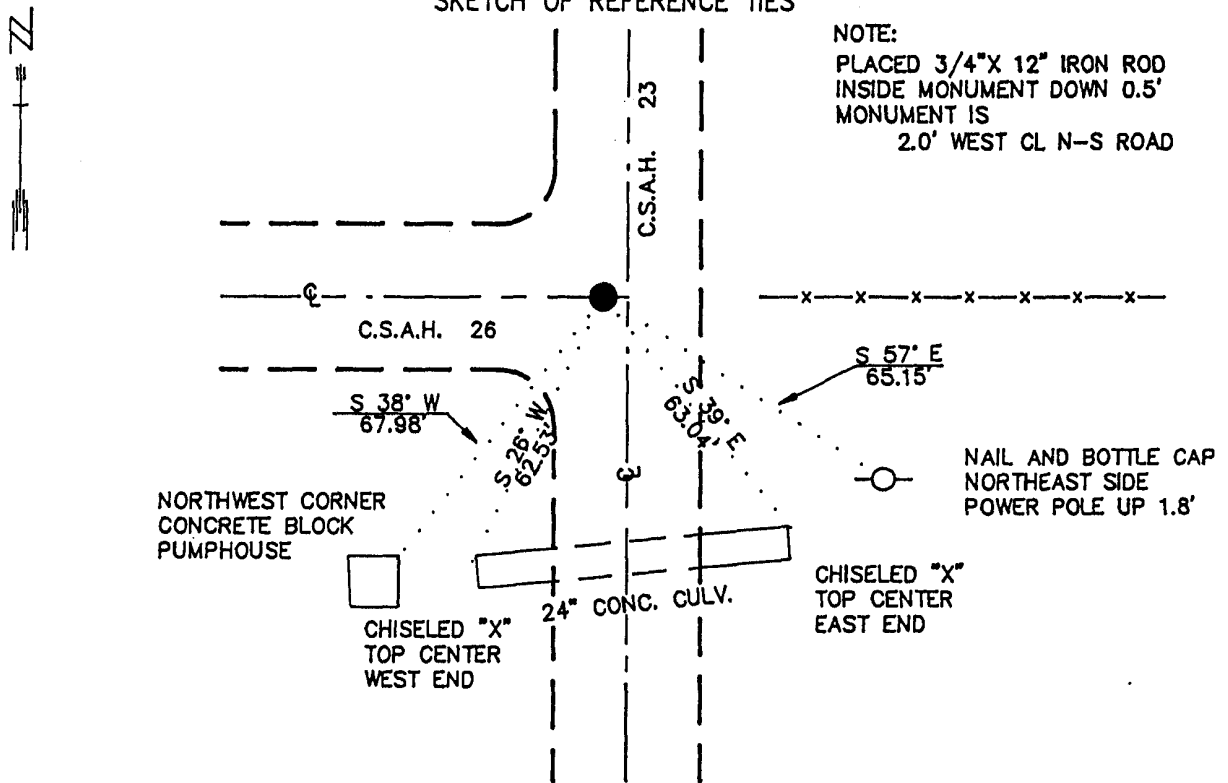 SKETCH OF REFERENCE TIES
N
NOTE:
PLACED 3/4"X 12" IRON ROD
INSIDE MONUMENT DOWN 0.5'
MONUMENT IS
2.0' WEST CL N-S ROAD
C.S.A.H. 23
C.S.A.H. 26
S 57° E
65.15'
S 38° W
67.98'
S 26° W
62.53'
S 39° E
63.04'
NAIL AND BOTTLE CAP
NORTHEAST SIDE
POWER POLE UP 1.8'
NORTHWEST CORNER
CONCRETE BLOCK
PUMPHOUSE
24" CONC. CULV.
CHISELED "X"
TOP CENTER
EAST END
CHISELED "X"
TOP CENTER
WEST END